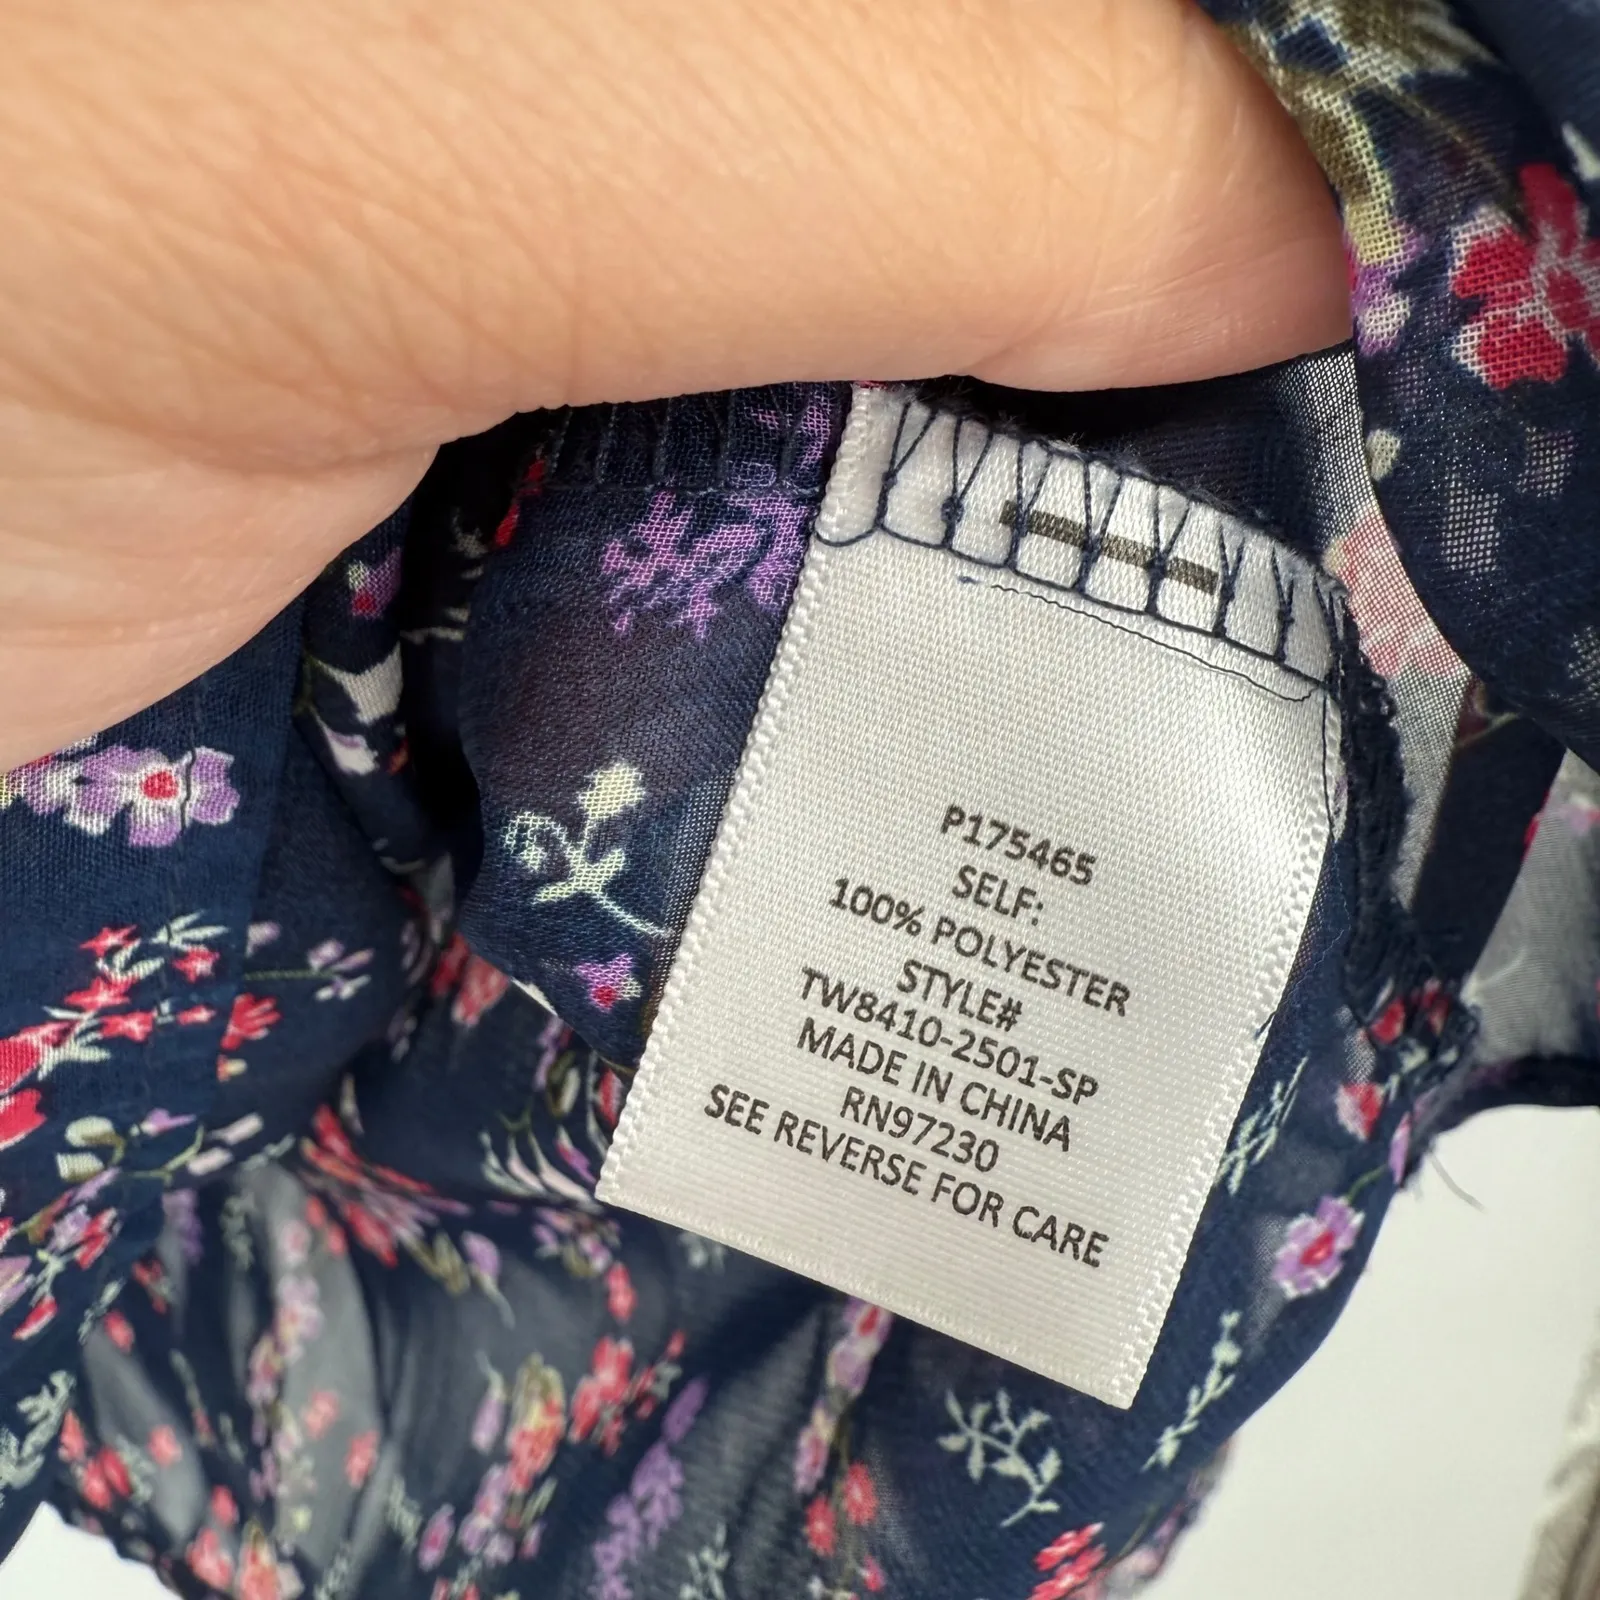 P175465
SELF:
100% POLYESTER
STYLE#
TW8410-2501-SP
MADE IN CHINA
RN97230
SEE REVERSE FOR CARE